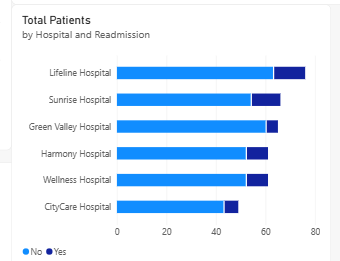 Total Patients
by Hospital and Readmission
Lifeline Hospital
Sunrise Hospital
Green Valley Hospital
Harmony Hospital
Wellness Hospital
CityCare Hospital
0 20 40 60 80
No Yes